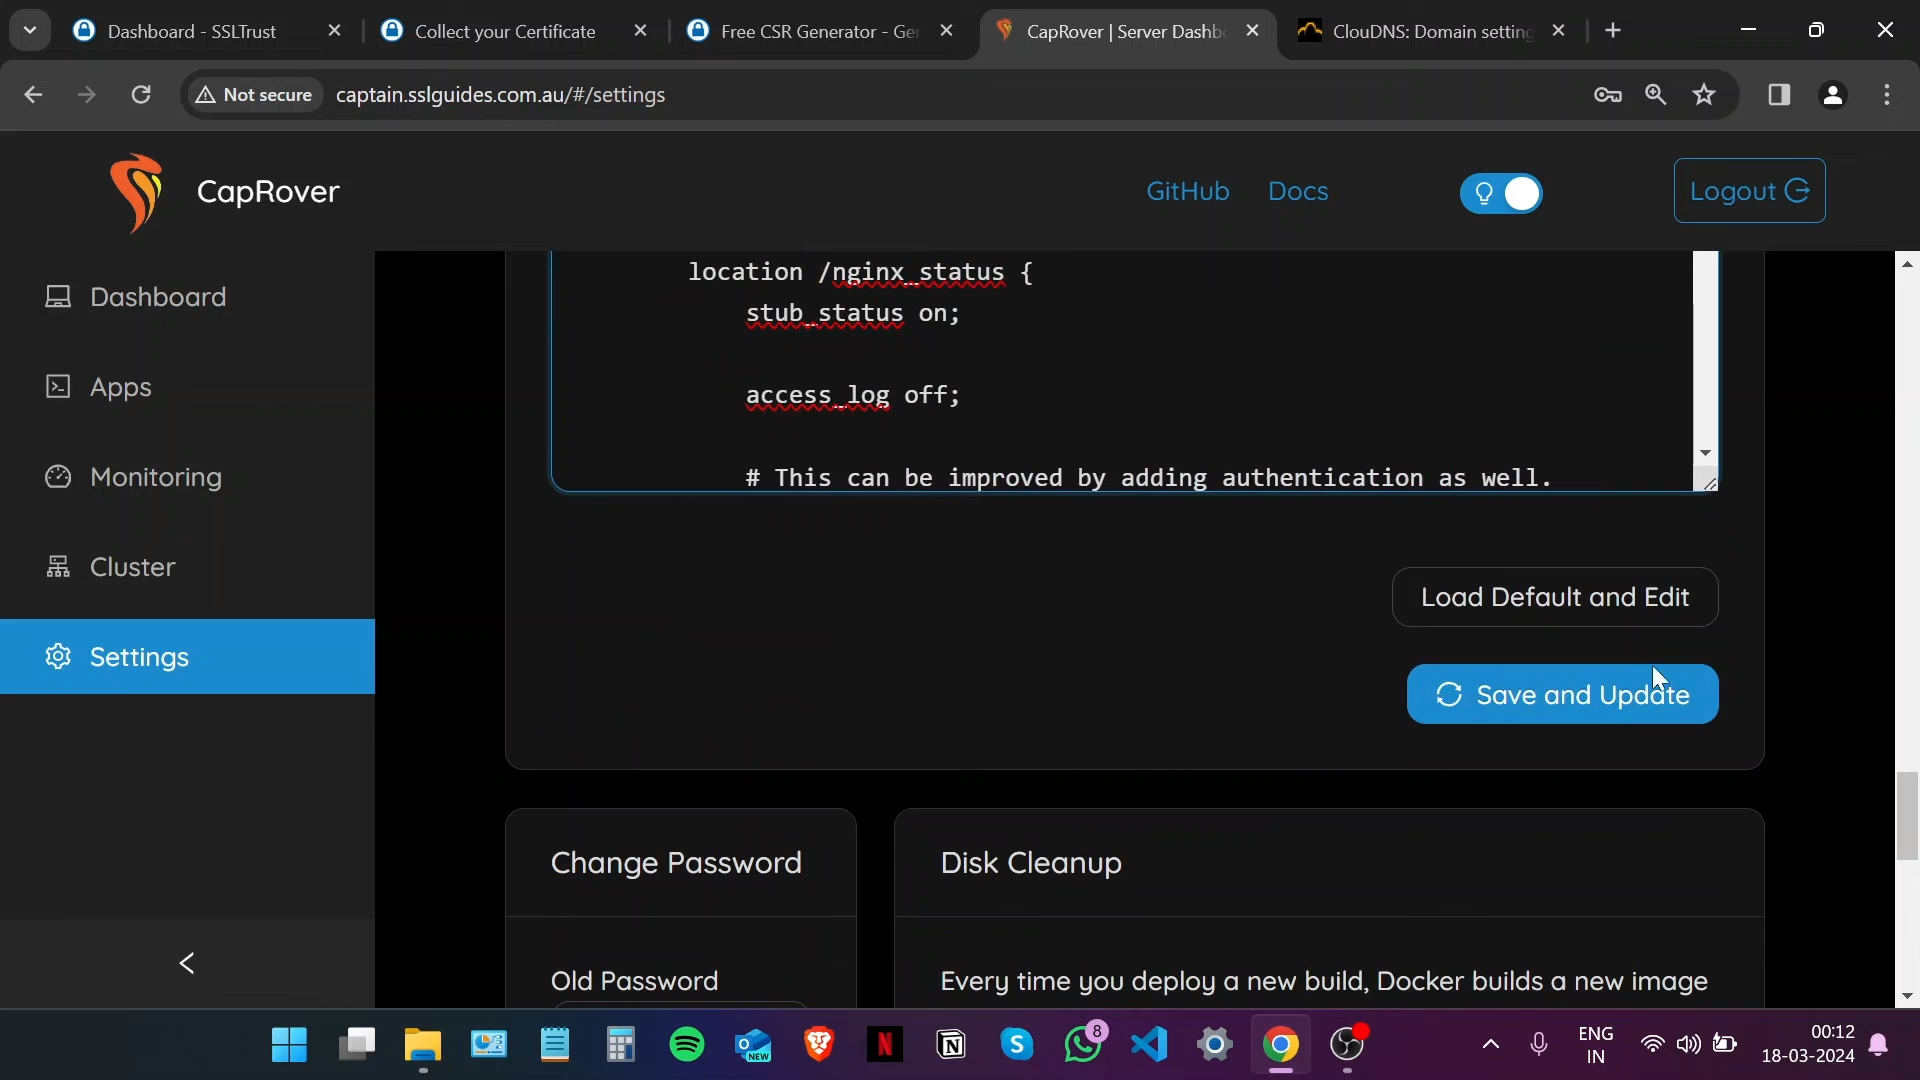 Dashboard - SSLTrust
Collect your Certificate
Free CSR Generator - Ger
CapRover | Server Dashb
ClouDNS: Domain setting
Not secure
captain.sslguides.com.au/#/settings
CapRover
GitHub
Docs
Logout
Dashboard
Apps
Monitoring
Cluster
Settings
location /nginx_status {
stub_status on;
access_log off;
# This can be improved by adding authentication as well.
Load Default and Edit
Save and Update
Change Password
Disk Cleanup
Old Password
Every time you deploy a new build, Docker builds a new image
NEW
8
ENG
IN
00:12
18-03-2024